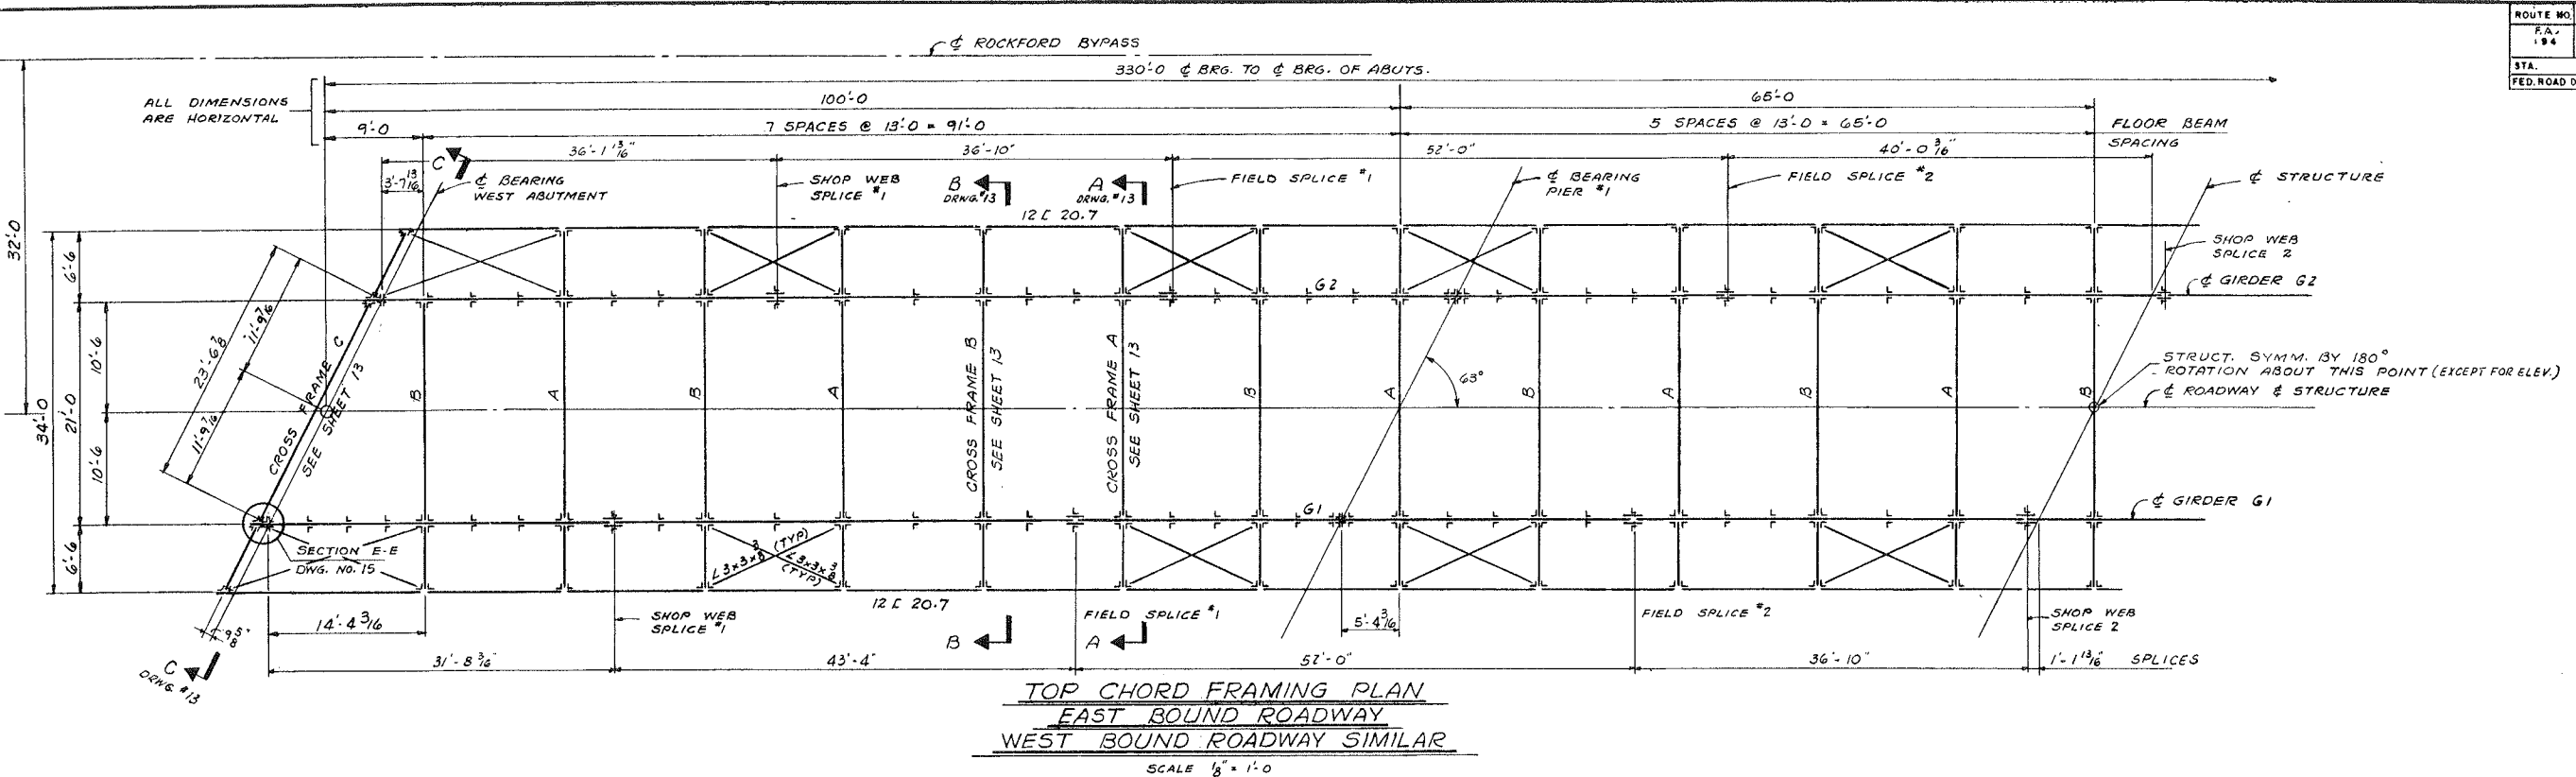 ROUTE NO.
F.A.
194
STA.
FED. ROAD D
℄ ROCKFORD BYPASS
330'-0 ℄ BRG. TO ℄ BRG. OF ABUTS.
ALL DIMENSIONS
ARE HORIZONTAL
100'-0
65'-0
9'-0
7 SPACES @ 13'-0 = 91'-0
5 SPACES @ 13'-0 = 65'-0
FLOOR BEAM
SPACING
36'-1 13/16"
36'-10"
52'-0"
40'-0 3/16"
C
3'-7 13/16
℄ BEARING
WEST ABUTMENT
SHOP WEB
SPLICE #1
B
DRWG. #13
A
DRWG. #13
12 [ 20.7
FIELD SPLICE #1
℄ BEARING
PIER #1
FIELD SPLICE #2
℄ STRUCTURE
SHOP WEB
SPLICE 2
℄ GIRDER G2
G2
32'-0
34'-0
6'-6
21'-0
10'-6
10'-6
6'-6
23'-6 7/8
11'-9 7/16
11'-9 7/16
CROSS FRAME C
SEE SHEET 13
B
A
B
A
CROSS FRAME B
SEE SHEET 13
CROSS FRAME A
SEE SHEET 13
B
A
63°
B
A
B
A
B
STRUCT. SYMM. BY 180°
ROTATION ABOUT THIS POINT (EXCEPT FOR ELEV.)
℄ ROADWAY & STRUCTURE
℄ GIRDER G1
G1
SECTION E-E
DWG. NO. 15
L 3x3x3/8 (TYP)
L 3x3x3/8 (TYP)
12 [ 20.7
9 5/8"
14'-4 3/16
SHOP WEB
SPLICE #1
B
FIELD SPLICE #1
A
5'-4 3/16
FIELD SPLICE #2
SHOP WEB
SPLICE 2
C
DRWG. #13
31'-8 3/16"
43'-4"
52'-0"
36'-10"
1'-1 13/16"
SPLICES
TOP CHORD FRAMING PLAN
EAST BOUND ROADWAY
WEST BOUND ROADWAY SIMILAR
SCALE 1/8" = 1'-0